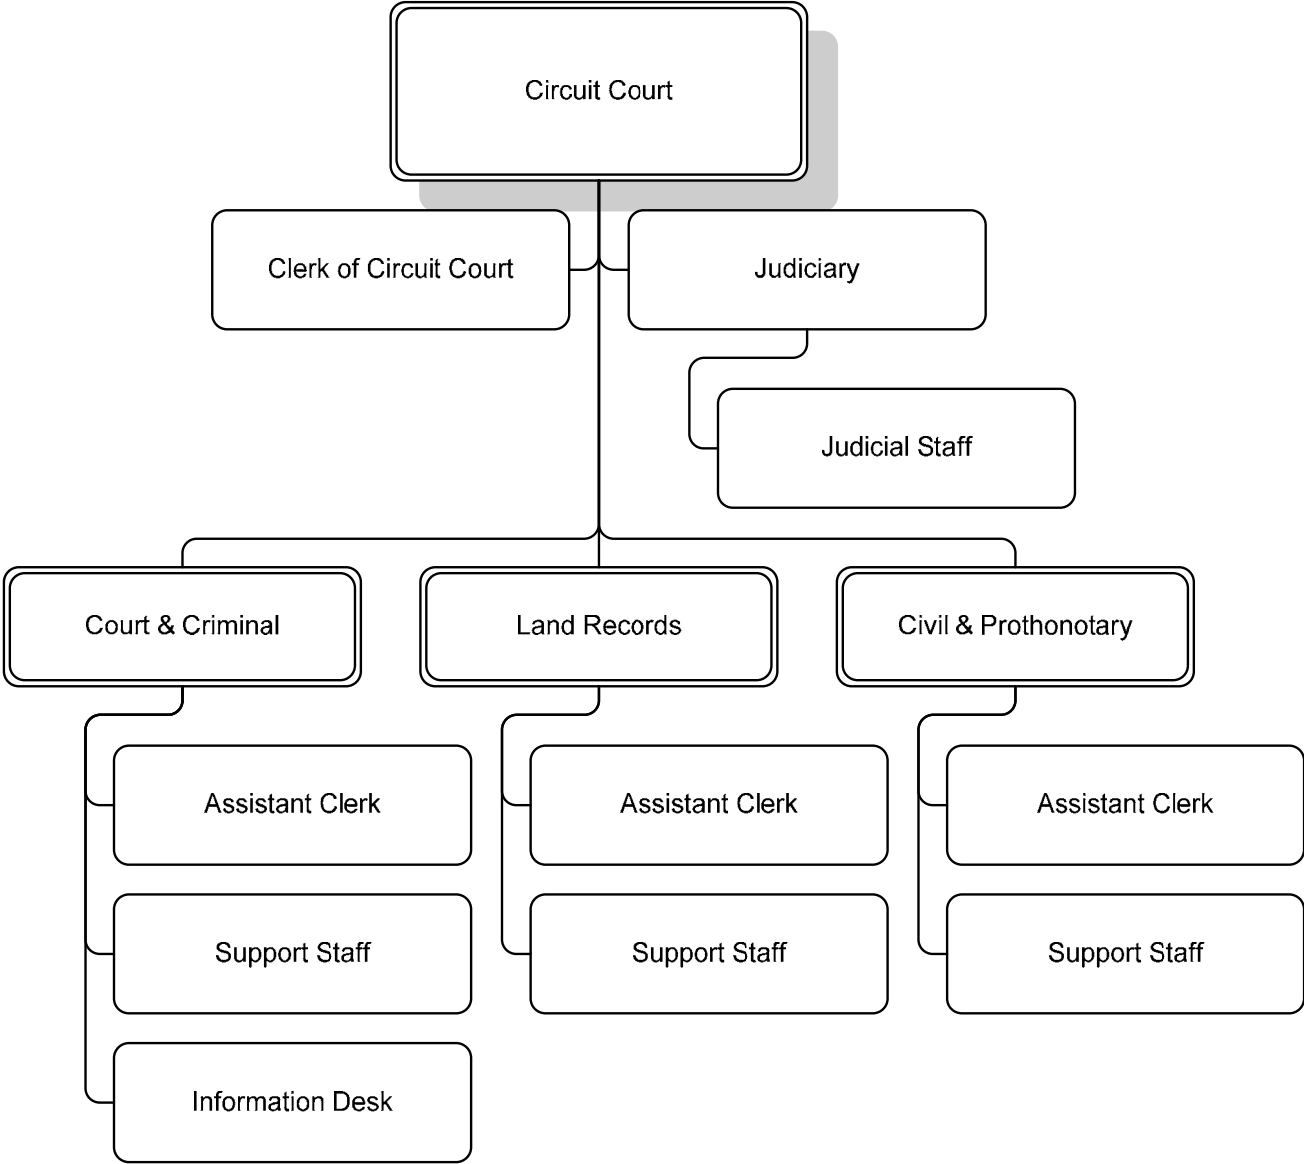 Circuit Court
Clerk of Circuit Court
Judiciary
Judicial Staff
Court & Criminal
Land Records
Civil & Prothonotary
Assistant Clerk
Assistant Clerk
Assistant Clerk
Support Staff
Support Staff
Support Staff
Information Desk